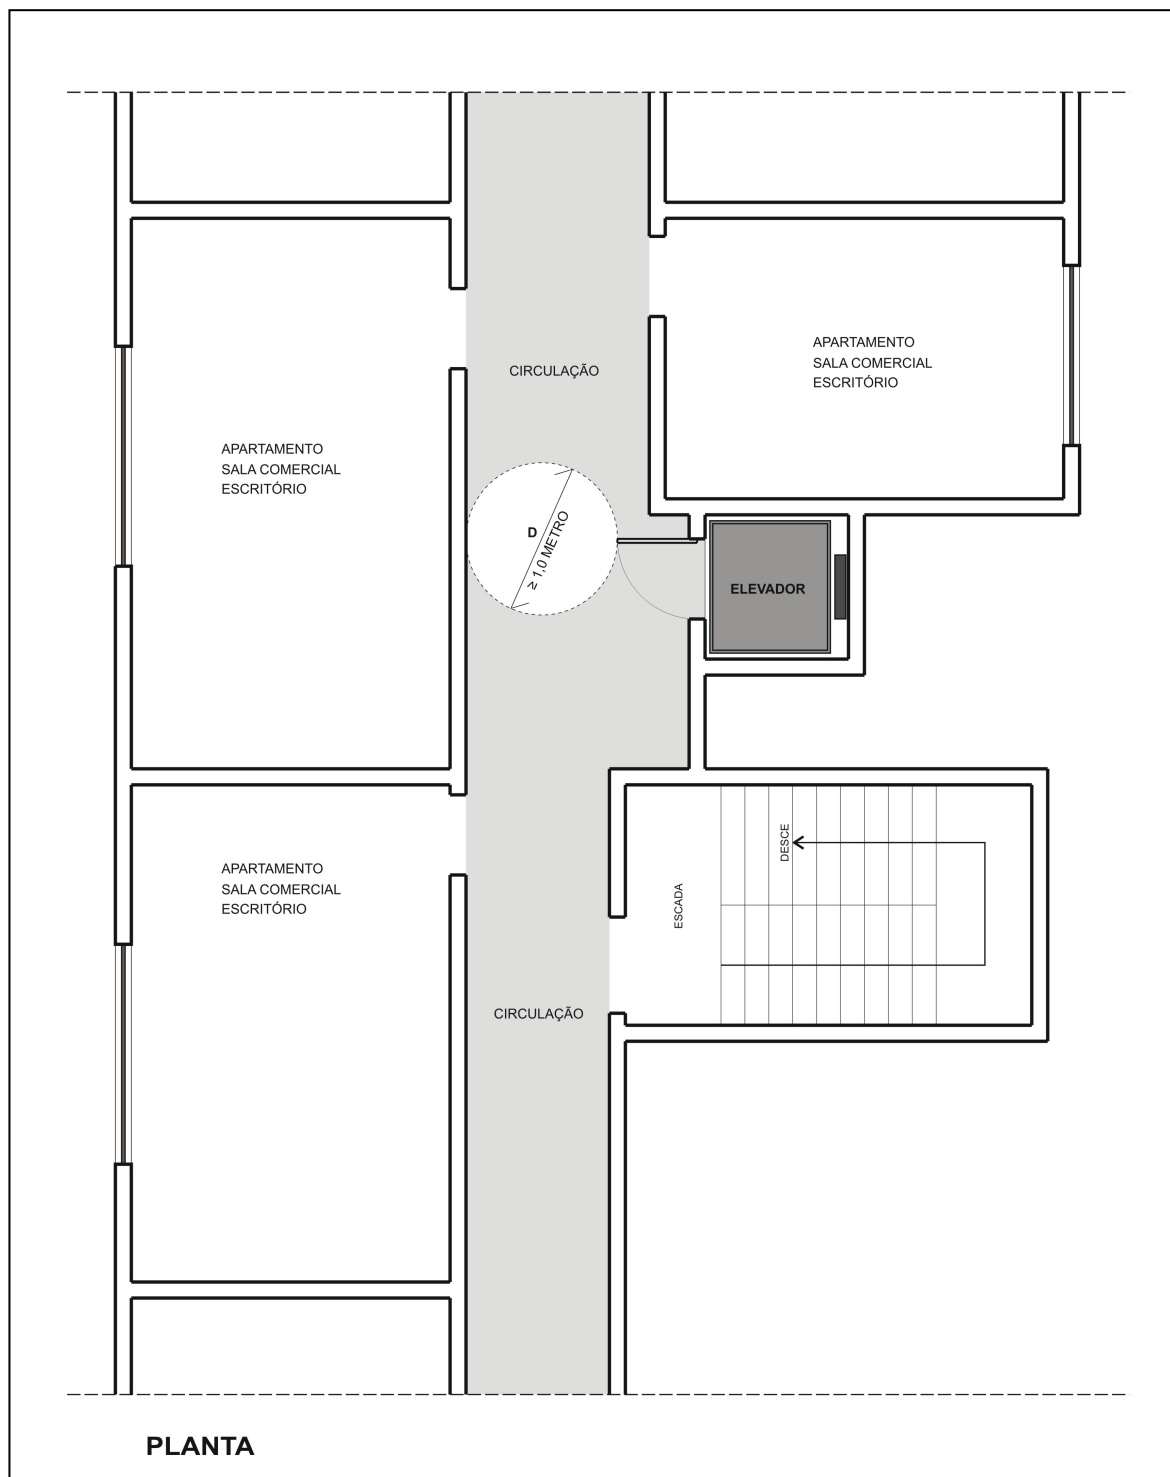 CIRCULAÇÃO
APARTAMENTO
SALA COMERCIAL
ESCRITÓRIO
APARTAMENTO
SALA COMERCIAL
ESCRITÓRIO
D
≥ 1,0 METRO
ELEVADOR
APARTAMENTO
SALA COMERCIAL
ESCRITÓRIO
DESCE
ESCADA
CIRCULAÇÃO
PLANTA